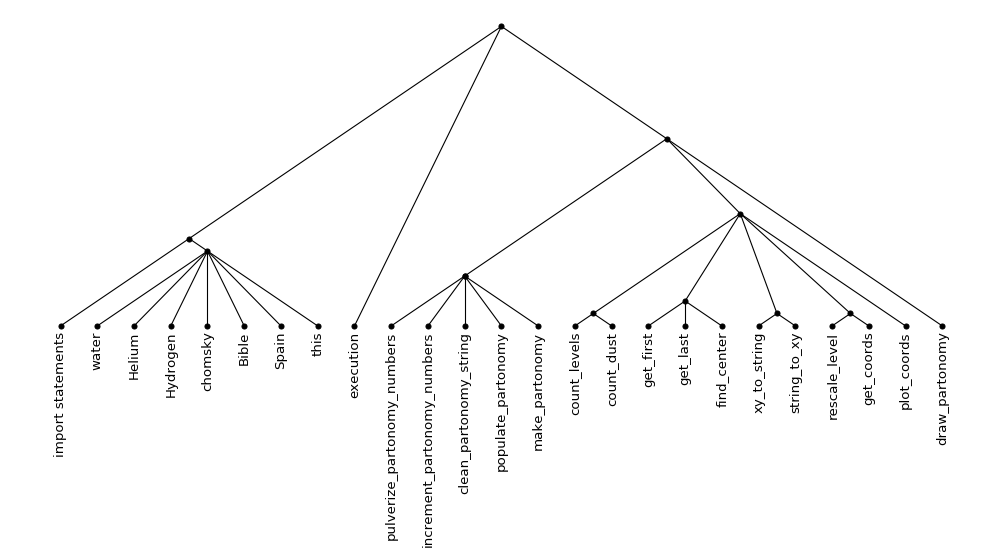 import statements
water
Helium
Hydrogen
chomsky
Bible
Spain
this
execution
pulverize_partonomy_numbers
increment_partonomy_numbers
clean_partonomy_string
populate_partonomy
make_partonomy
count_levels
count_dust
get_first
get_last
find_center
xy_to_string
string_to_xy
rescale_level
get_coords
plot_coords
draw_partonomy